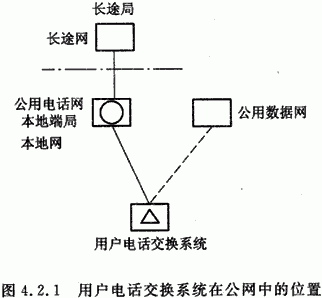 长途局
长途网
公用电话网
本地端局
公用数据网
本地网
用户电话交换系统
图 4.2.1 用户电话交换系统在公网中的位置